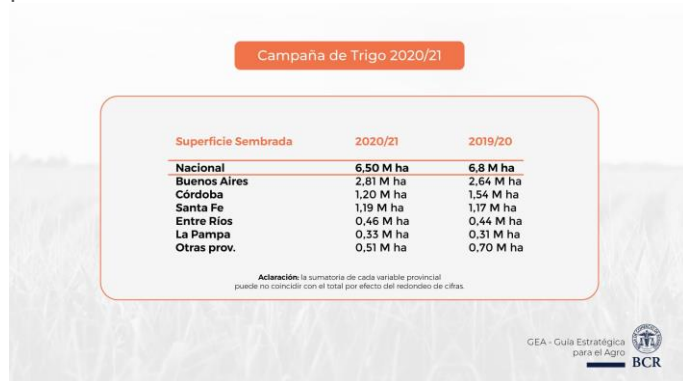 Campaña de Trigo 2020/21
Superficie Sembrada 2020/21 2019/20
Nacional 6,50 M ha 6,8 M ha
Buenos Aires 2,81 M ha 2,64 M ha
Córdoba 1,20 M ha 1,54 M ha
Santa Fe 1,19 M ha 1,17 M ha
Entre Ríos 0,46 M ha 0,44 M ha
La Pampa 0,33 M ha 0,31 M ha
Otras prov. 0,51 M ha 0,70 M ha
Aclaración: la sumatoria de cada variable provincial
puede no coincidir con el total por efecto del redondeo de cifras.
GEA - Guía Estratégica
para el Agro
BCR